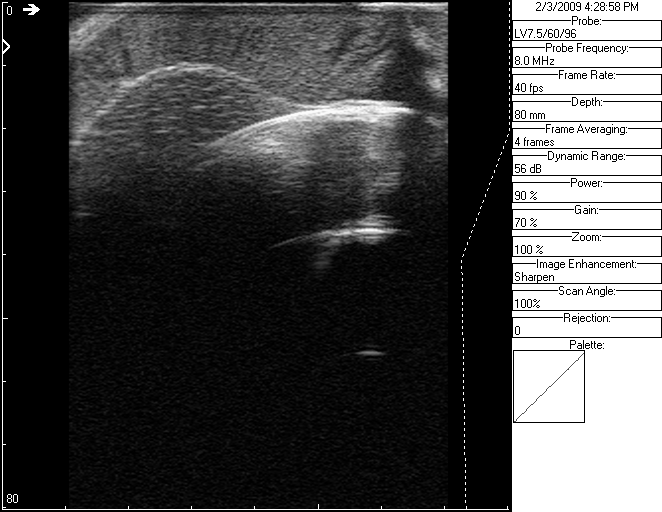 0
2/3/2009 4:28:58 PM
Probe:
LV7.5/60/96
Probe Frequency:
8.0 MHz
Frame Rate:
40 fps
Depth:
80 mm
Frame Averaging:
4 frames
Dynamic Range:
56 dB
Power:
90 %
Gain:
70 %
Zoom:
100 %
Image Enhancement:
Sharpen
Scan Angle:
100%
Rejection:
0
Palette:
80